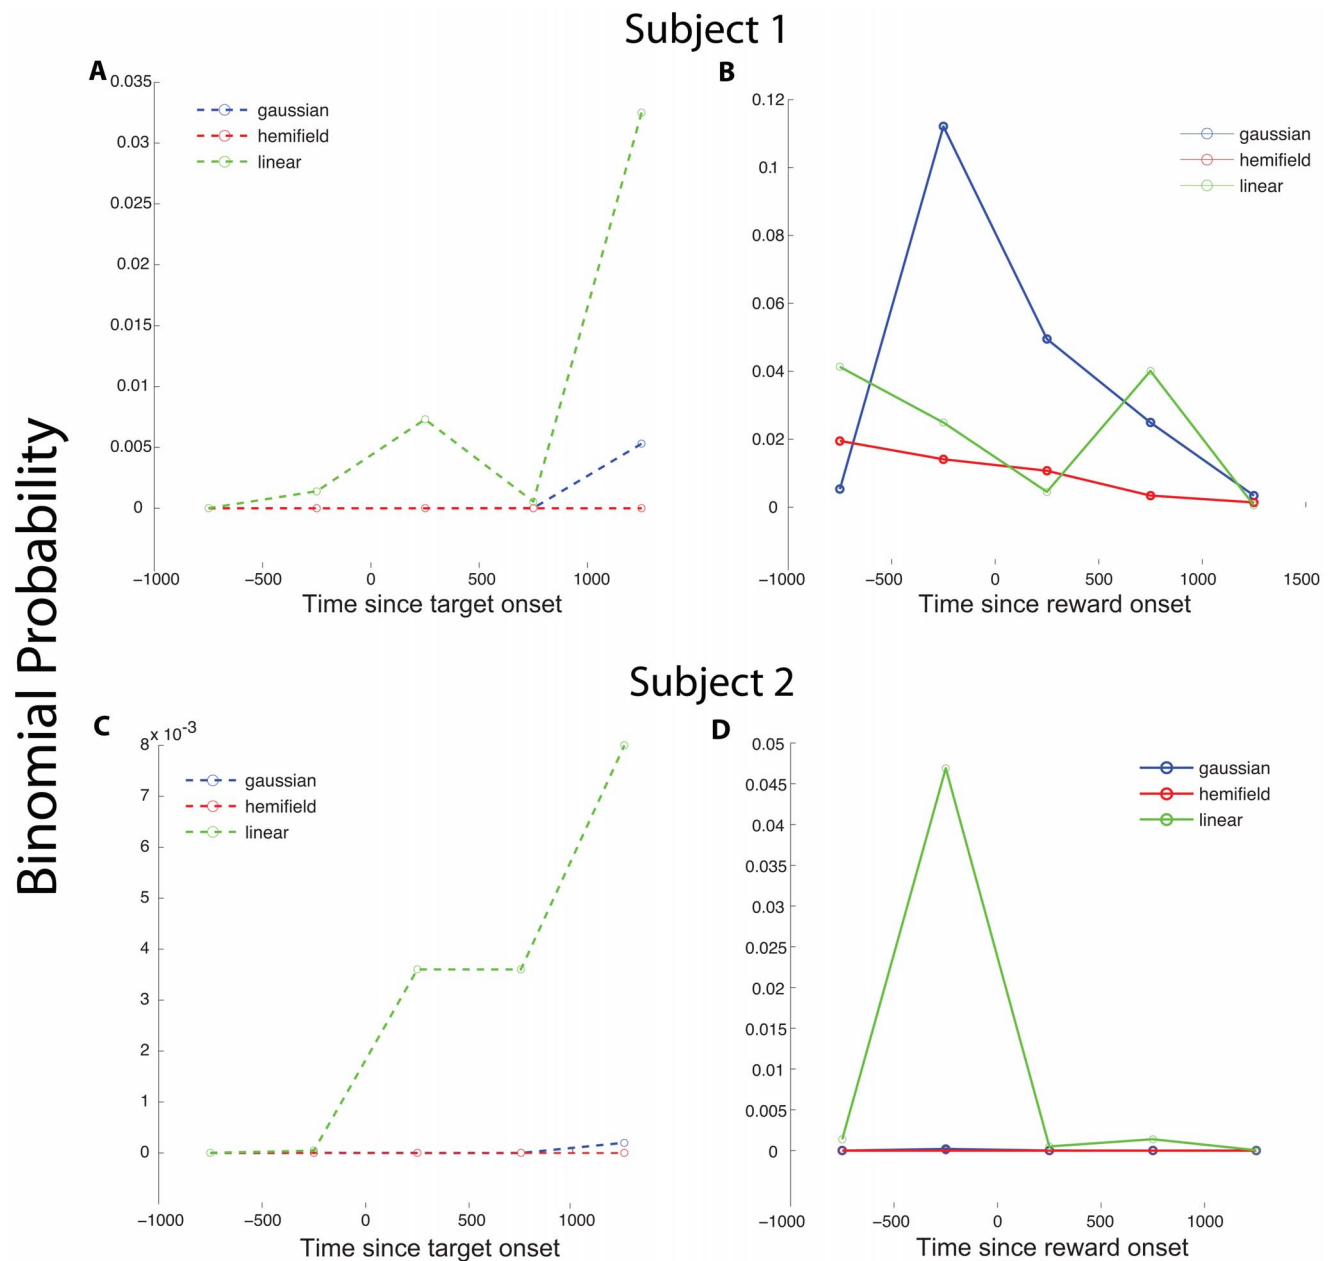 Subject 1
A
0.035
0.03
0.025
0.02
0.015
0.01
0.005
0
gaussian
hemifield
linear
−1000
−500
0
500
1000
Time since target onset
B
0.12
0.1
0.08
0.06
0.04
0.02
0
gaussian
hemifield
linear
−1000
−500
0
500
1000
1500
Time since reward onset
Binomial Probability
Subject 2
C
8 x 10-3
7
6
5
4
3
2
1
0
gaussian
hemifield
linear
−1000
−500
0
500
1000
Time since target onset
D
0.05
0.045
0.04
0.035
0.03
0.025
0.02
0.015
0.01
0.005
0
gaussian
hemifield
linear
−1000
−500
0
500
1000
Time since reward onset